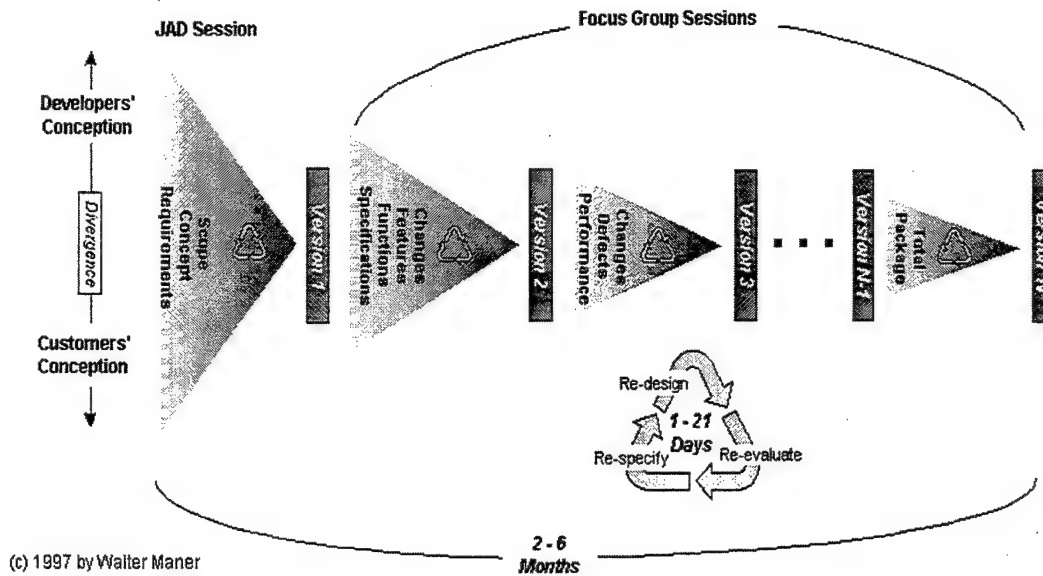 JAD Session
Focus Group Sessions
Developers'
Conception
Divergence
Customers'
Conception
Scope
Concept
Requirements
Version 1
Changes
Features
Functions
Specifications
Version 2
Changes
Defects
Performance
Version 3
Version N-1
Total
Package
Re-design
1 - 21
Days
Re-specify
Re-evaluate
2 - 6
Months
(c) 1997 by Walter Maner